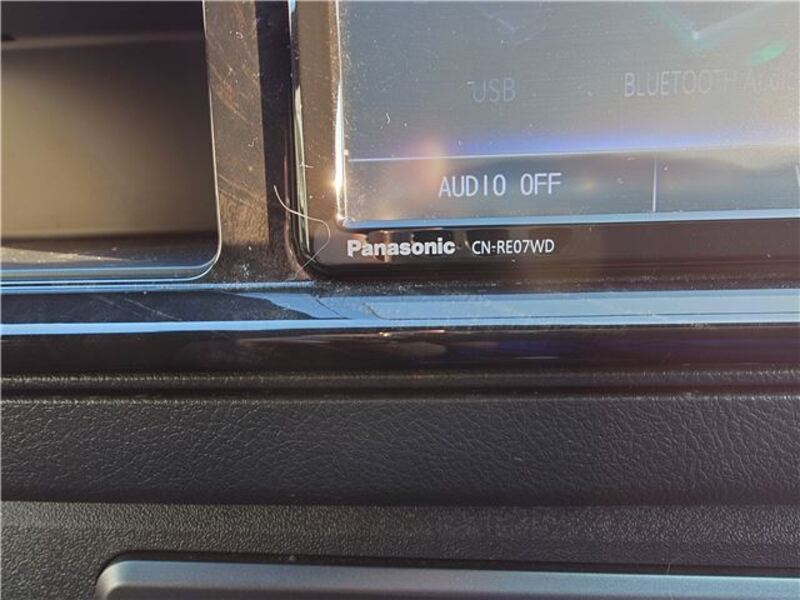 USB
BLUETOOTH Audio
AUDIO OFF
Panasonic CN-RE07WD